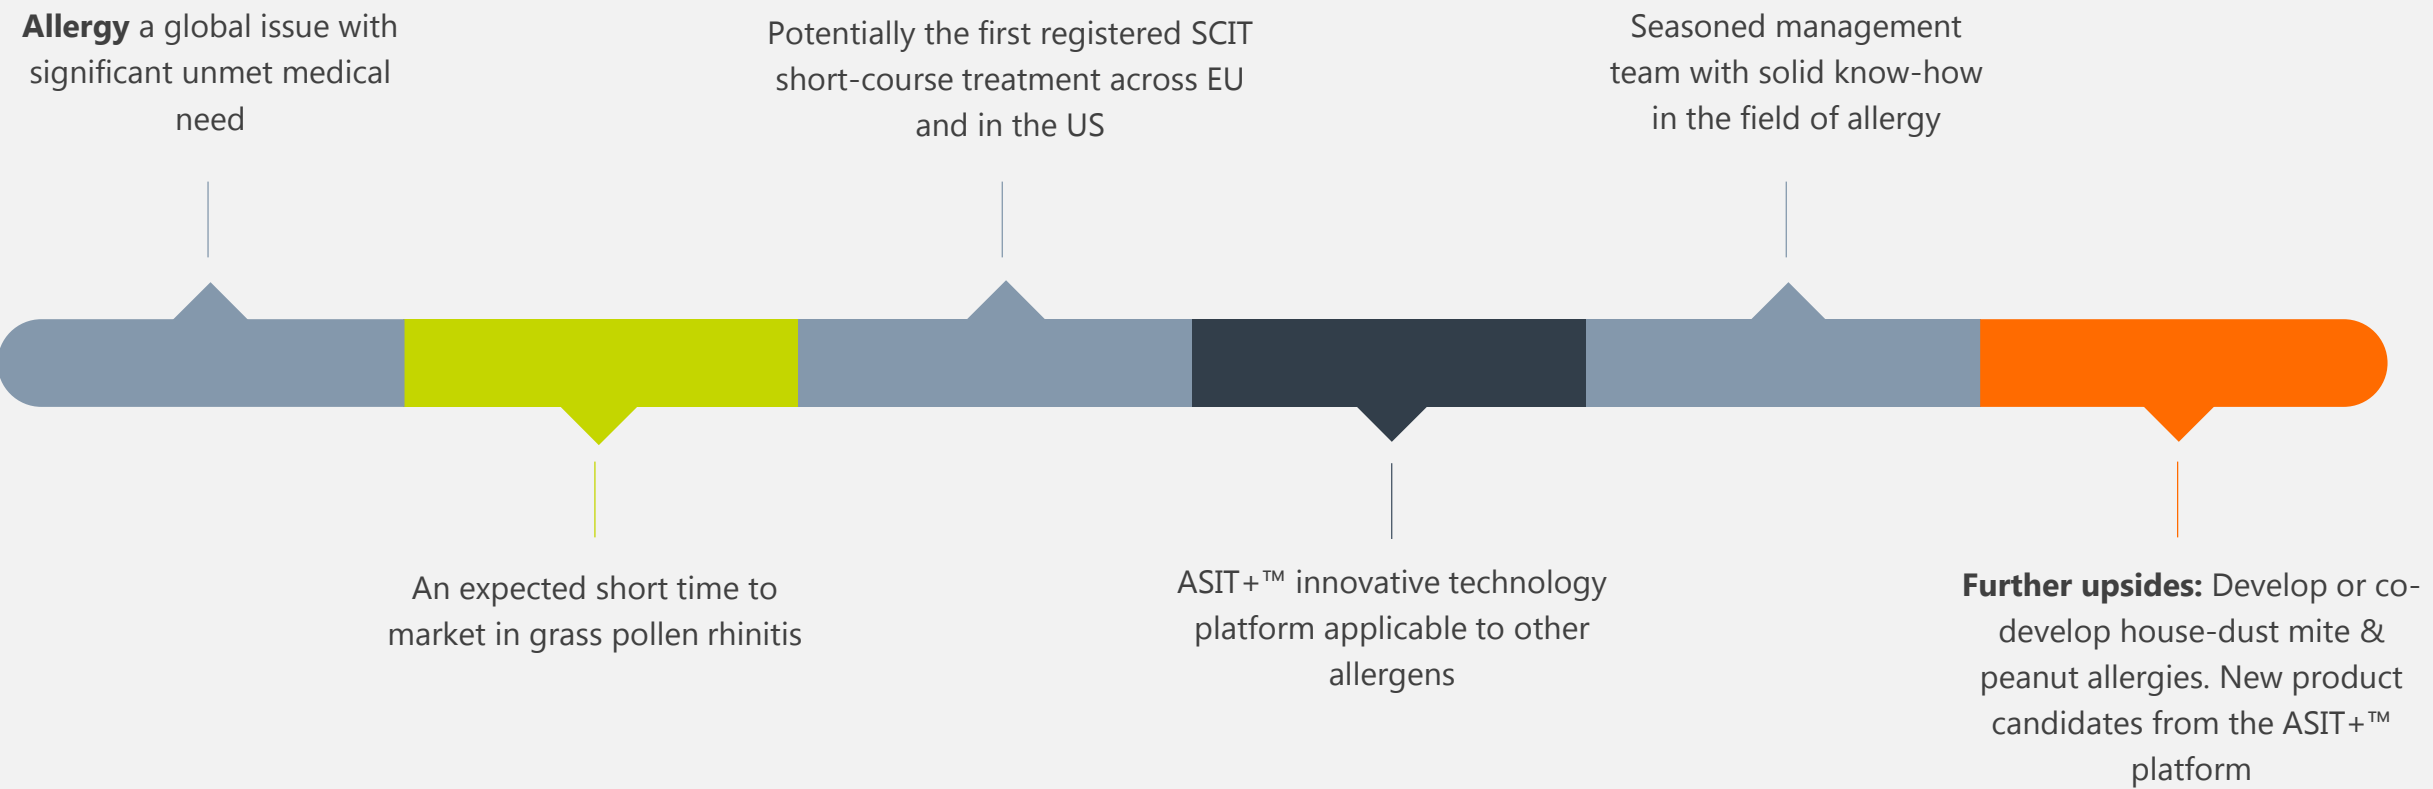 Allergy a global issue with
significant unmet medical
need
Potentially the first registered SCIT
short-course treatment across EU
and in the US
Seasoned management
team with solid know-how
in the field of allergy
An expected short time to
market in grass pollen rhinitis
ASIT+™ innovative technology
platform applicable to other
allergens
Further upsides: Develop or co-
develop house-dust mite &
peanut allergies. New product
candidates from the ASIT+™
platform